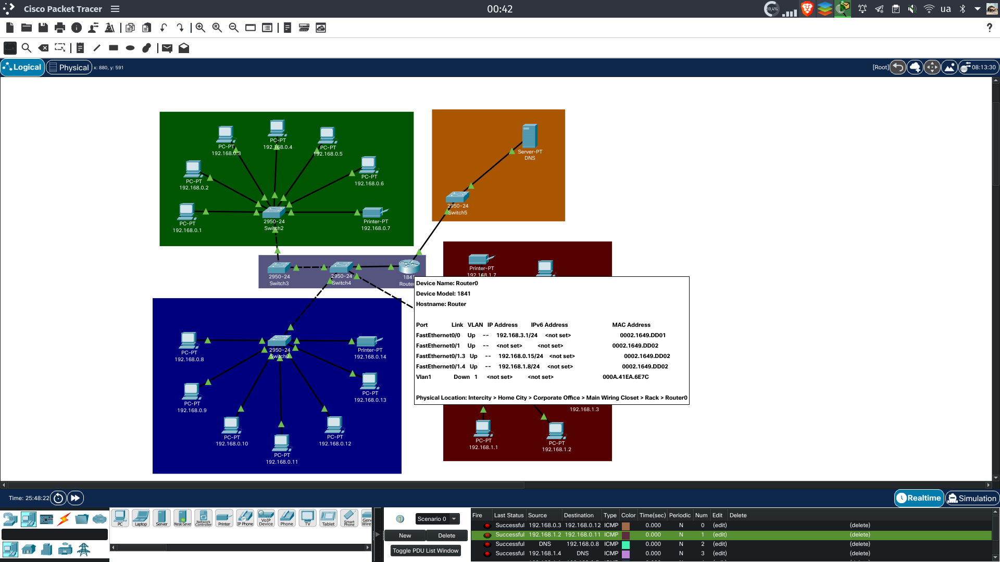 Cisco Packet Tracer
00:42
59,4%
ua
?
Logical
Physical
x: 880, y: 591
[Root]
08:13:30
PC-PT
192.168.0.3
PC-PT
192.168.0.4
PC-PT
192.168.0.5
PC-PT
192.168.0.2
PC-PT
192.168.0.6
PC-PT
192.168.0.1
2950-24
Switch2
Printer-PT
192.168.0.7
Server-PT
DNS
2950-24
Switch5
2950-24
Switch3
2950-24
Switch4
1841
Router
Printer-PT
192.168.1.7
Device Name: Router0
Device Model: 1841
Hostname: Router
Port Link VLAN IP Address IPv6 Address MAC Address
FastEthernet0/0 Up -- 192.168.3.1/24 <not set> 0002.1649.DD01
FastEthernet0/1 Up -- <not set> <not set> 0002.1649.DD02
FastEthernet0/1.3 Up -- 192.168.0.15/24 <not set> 0002.1649.DD02
FastEthernet0/1.4 Up -- 192.168.1.8/24 <not set> 0002.1649.DD02
Vlan1 Down 1 <not set> <not set> 000A.41EA.6E7C
Physical Location: Intercity > Home City > Corporate Office > Main Wiring Closet > Rack > Router0
PC-PT
192.168.0.8
2950-24
Switch0
Printer-PT
192.168.0.14
PC-PT
192.168.0.9
PC-PT
192.168.0.13
PC-PT
192.168.0.10
PC-PT
192.168.0.11
PC-PT
192.168.0.12
192.168.1.3
PC-PT
192.168.1.1
PC-PT
192.168.1.2
Time: 25:48:22
Realtime
Simulation
PC
Laptop
Server
Meraki Server
Network Controller
Printer
IP Phone
VoIP Device
Phone
TV
Tablet
Smart Phone
Scenario 0
New
Delete
Toggle PDU List Window
Fire Last Status Source Destination Type Color Time(sec) Periodic Num Edit Delete
Successful 192.168.0.3 192.168.0.12 ICMP 0.000 N 0 (edit) (delete)
Successful 192.168.1.2 192.168.0.11 ICMP 0.000 N 1 (edit) (delete)
Successful DNS 192.168.0.8 ICMP 0.000 N 2 (edit) (delete)
Successful 192.168.1.4 DNS ICMP 0.000 N 3 (edit) (delete)